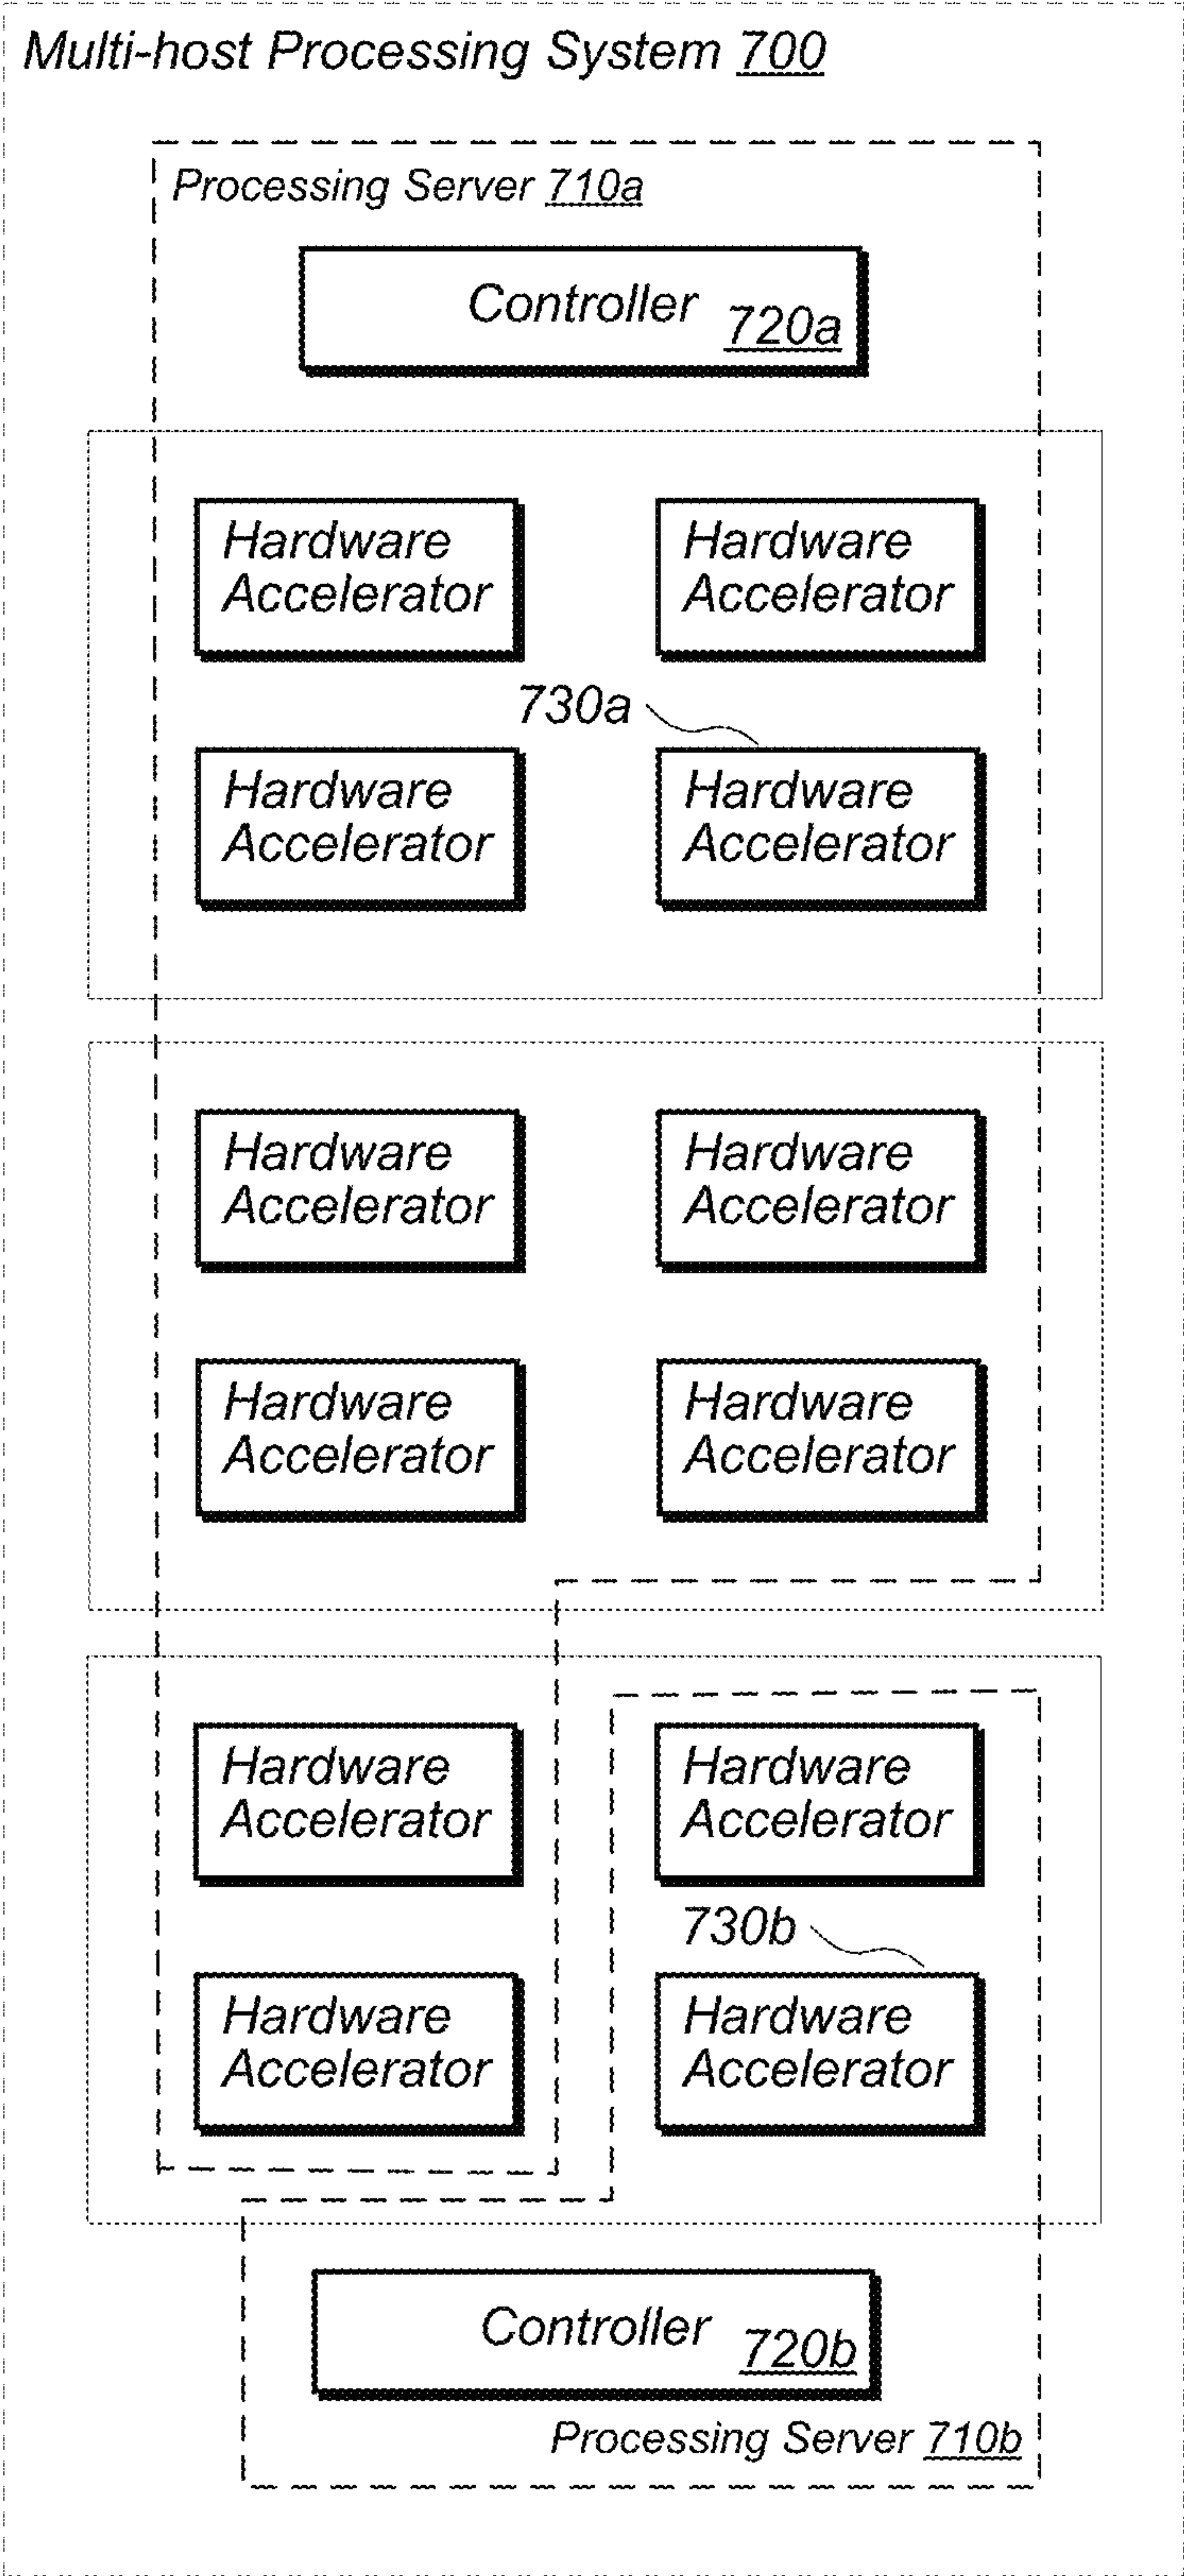 Multi-host Processing System 700
Processing Server 710a
Controller 720a
Hardware
Accelerator
Hardware
Accelerator
730a
Hardware
Accelerator
Hardware
Accelerator
Hardware
Accelerator
Hardware
Accelerator
Hardware
Accelerator
Hardware
Accelerator
Hardware
Accelerator
Hardware
Accelerator
730b
Hardware
Accelerator
Hardware
Accelerator
Controller 720b
Processing Server 710b